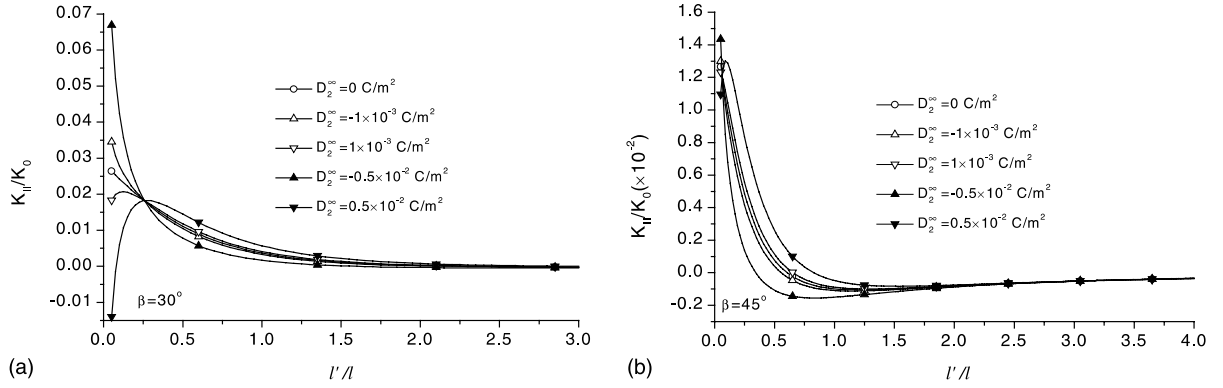 0.07
0.06
0.05
0.04
0.03
0.02
0.01
0.00
-0.01
K_II/K_0
D_2^∞=0 C/m^2
D_2^∞=-1×10^-3 C/m^2
D_2^∞=1×10^-3 C/m^2
D_2^∞=-0.5×10^-2 C/m^2
D_2^∞=0.5×10^-2 C/m^2
β=30°
0.0 0.5 1.0 1.5 2.0 2.5 3.0
(a)
l'/l
1.6
1.4
1.2
1.0
0.8
0.6
0.4
0.2
0.0
-0.2
K_II/K_0(×10^-2)
D_2^∞=0 C/m^2
D_2^∞=-1×10^-3 C/m^2
D_2^∞=1×10^-3 C/m^2
D_2^∞=-0.5×10^-2 C/m^2
D_2^∞=0.5×10^-2 C/m^2
β=45°
0.0 0.5 1.0 1.5 2.0 2.5 3.0 3.5 4.0
(b)
l'/l